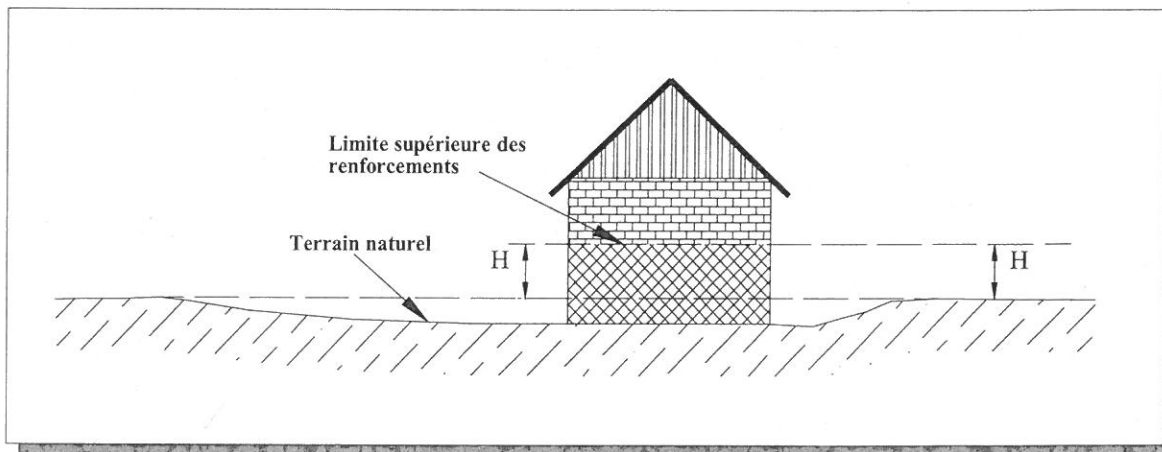 Limite supérieure des
renforcements
Terrain naturel
H
H